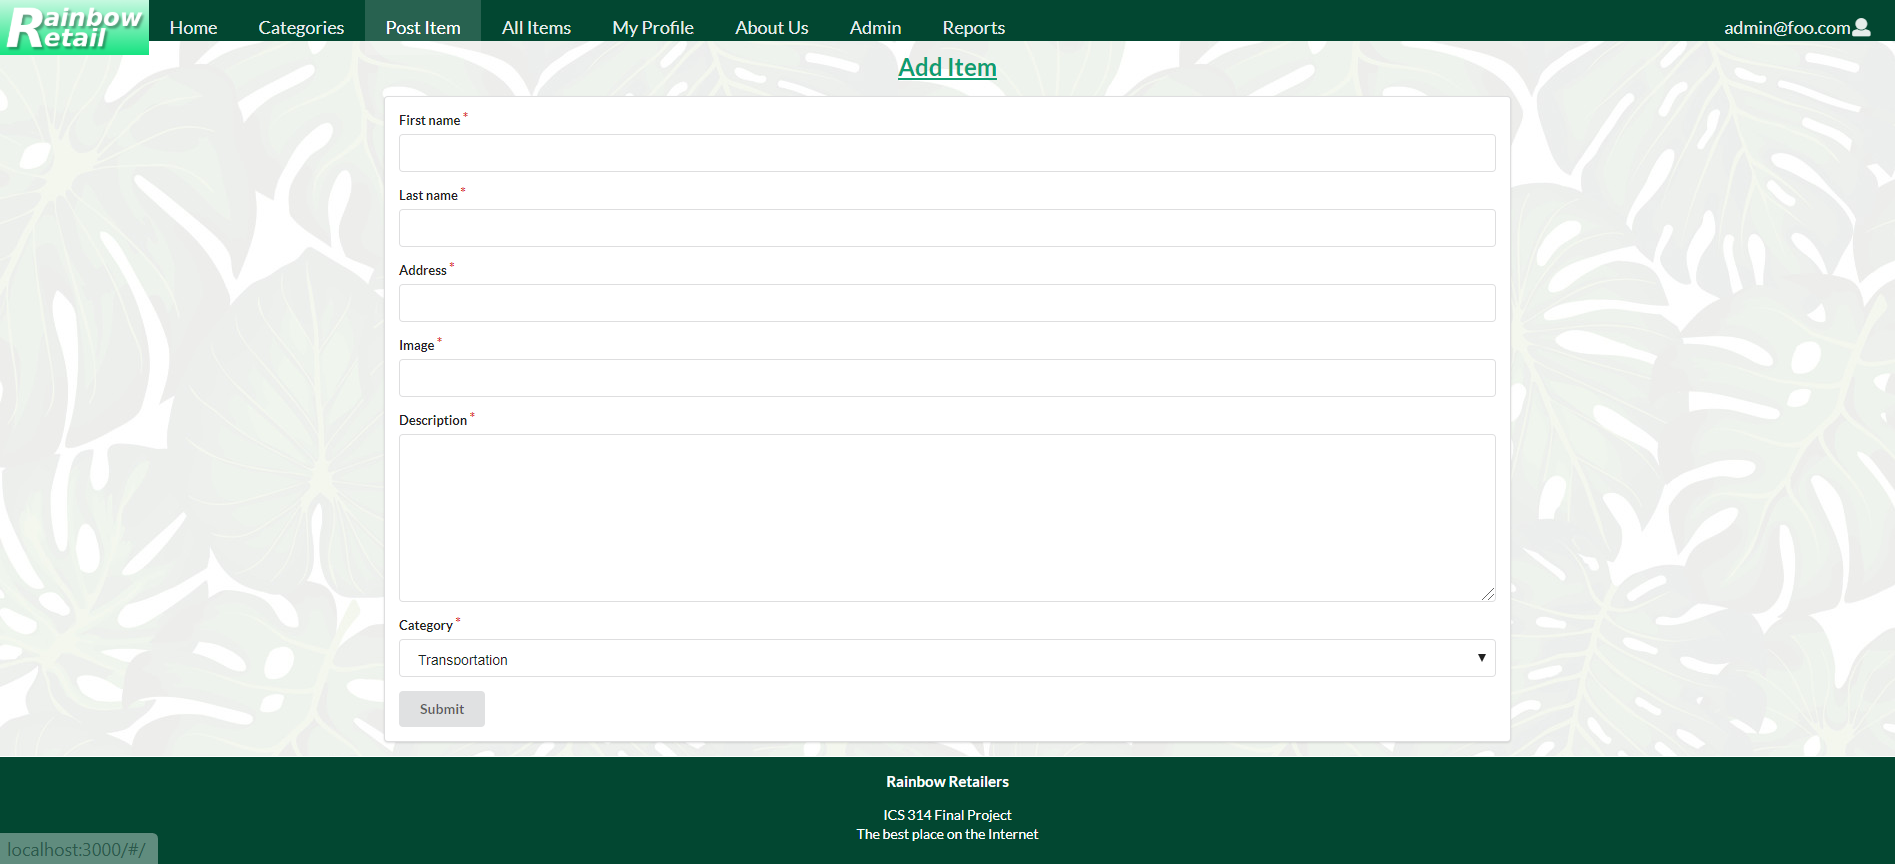 Rainbow
Retail
Home Categories Post Item All Items My Profile About Us Admin Reports admin@foo.com
Add Item
First name *
Last name *
Address *
Image *
Description *
Category *
Transportation
Submit
Rainbow Retailers
ICS 314 Final Project
The best place on the Internet
localhost:3000/#/